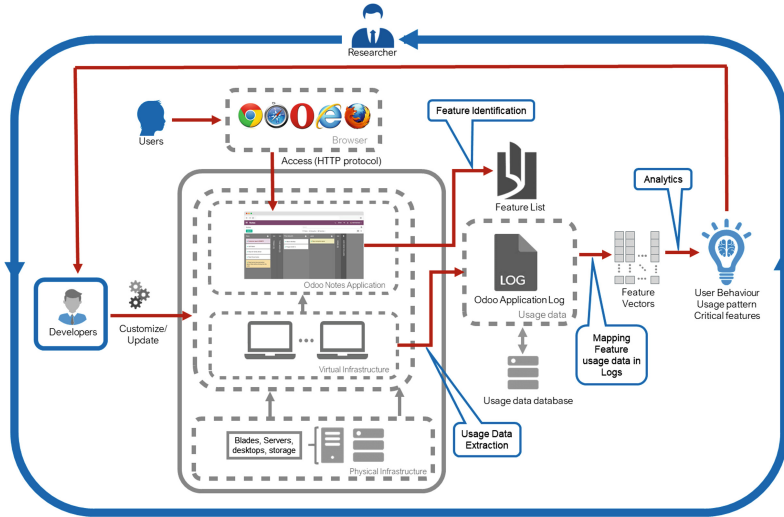 Researcher
Users
Browser
Access (HTTP protocol)
Feature Identification
Feature List
Analytics
Odoo Notes Application
LOG
Odoo Application Log
Usage data
Feature
Vectors
User Behaviour
Usage pattern
Critical features
Developers
Customize/
Update
Virtual Infrastructure
Mapping
Feature
usage data in
Logs
Usage data database
Usage Data
Extraction
Blades, Servers,
desktops, storage
Physical Infrastructure